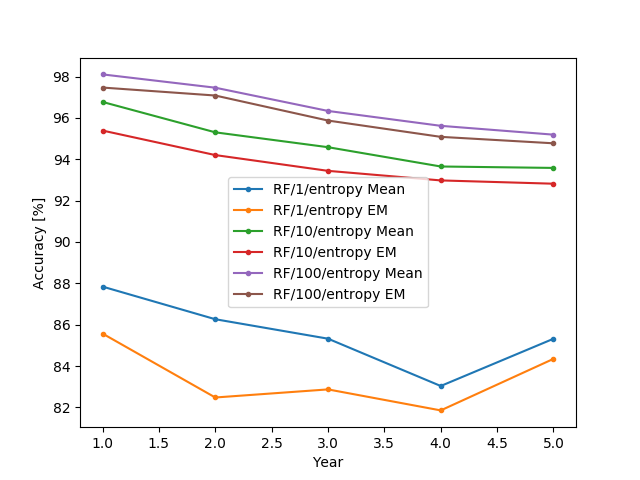 98
96
94
92
90
88
86
84
82
Accuracy [%]
RF/1/entropy Mean
RF/1/entropy EM
RF/10/entropy Mean
RF/10/entropy EM
RF/100/entropy Mean
RF/100/entropy EM
1.0 1.5 2.0 2.5 3.0 3.5 4.0 4.5 5.0
Year